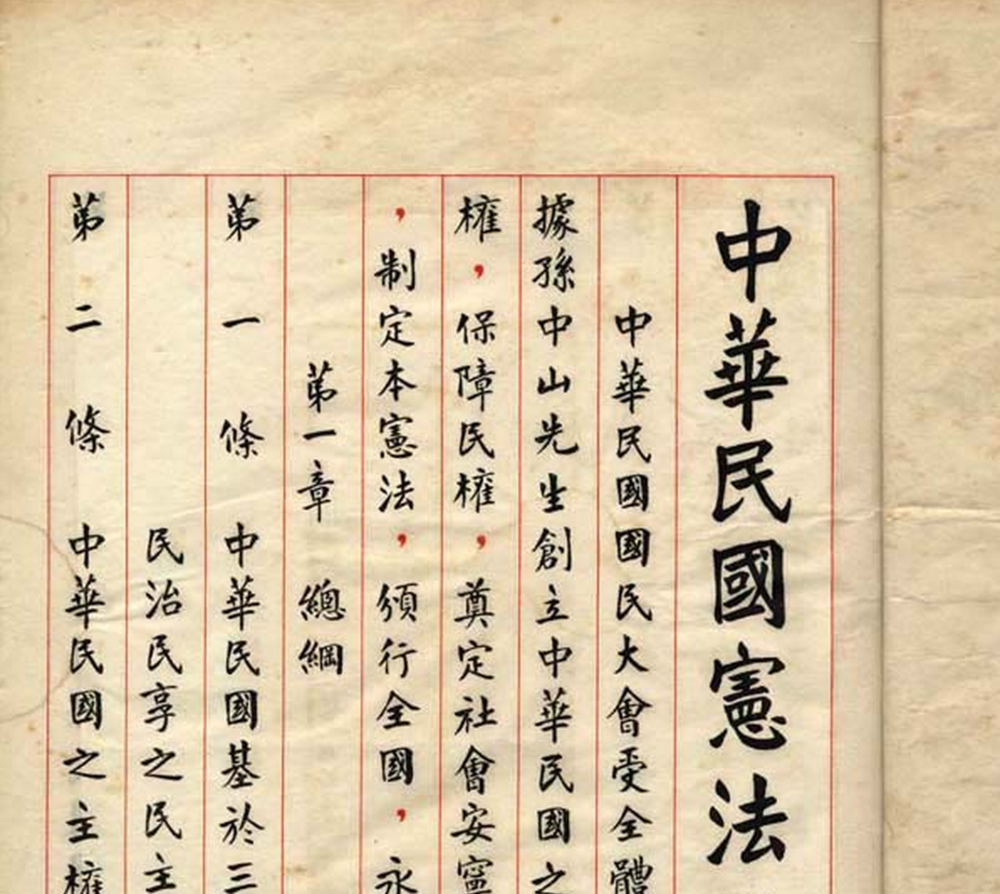 中華民國憲法
中華民國國民大會受全體
據孫中山先生創立中華民國之
權，保障民權，奠定社會安寧
，制定本憲法，頒行全國，永
第一章 總綱
第一條 中華民國基於三
民治民享之民主
第二條 中華民國之主權